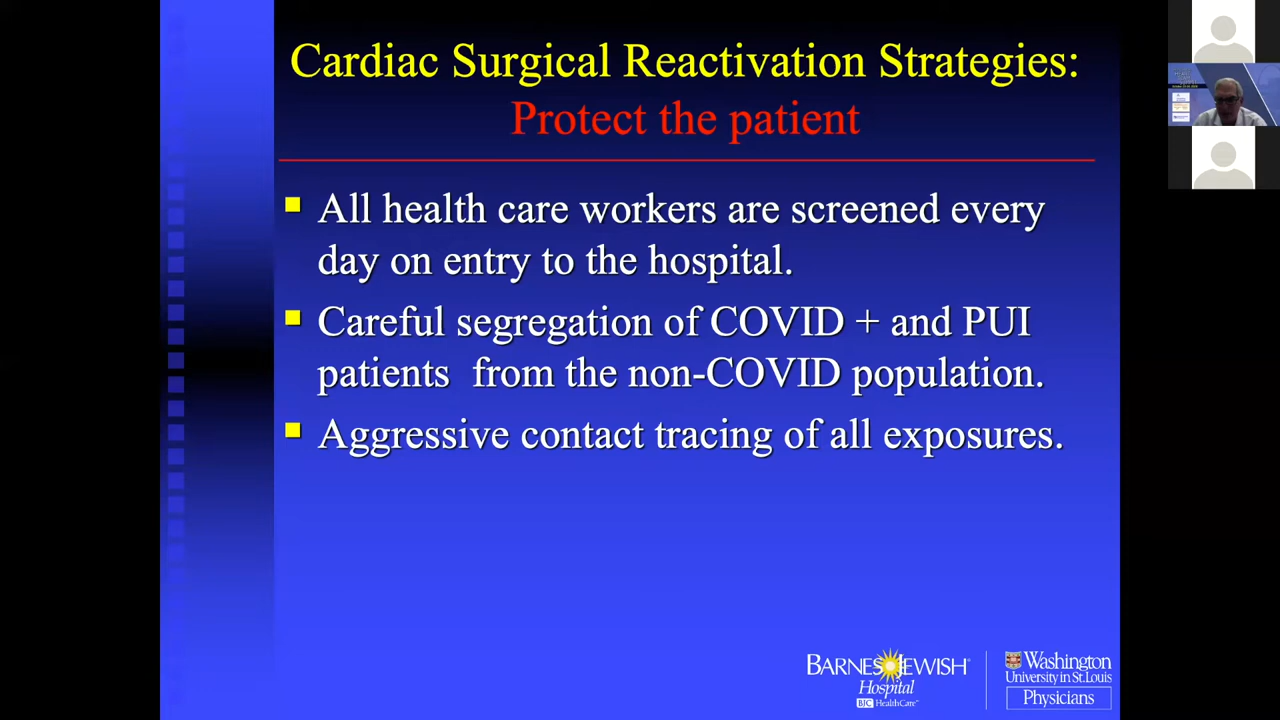 Cardiac Surgical Reactivation Strategies:
Protect the patient
All health care workers are screened every
day on entry to the hospital.
Careful segregation of COVID + and PUI
patients from the non-COVID population.
Aggressive contact tracing of all exposures.
BARNES JEWISH
Hospital
BJC HealthCare
Washington
University in St. Louis
Physicians